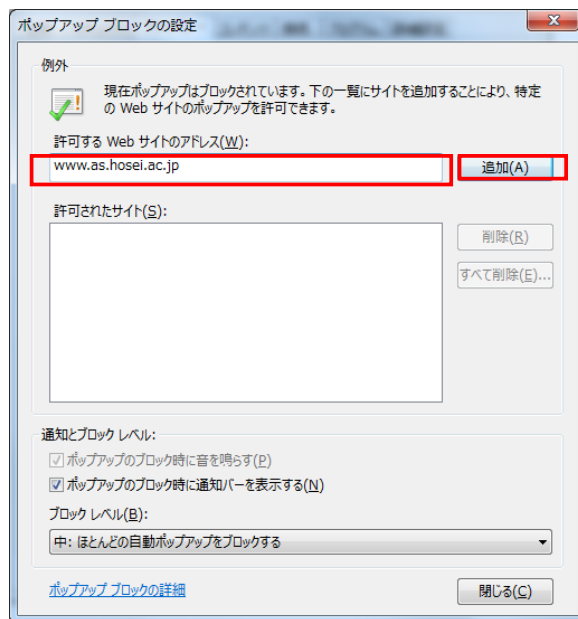 ポップアップ ブロックの設定
例外
現在ポップアップはブロックされています。下の一覧にサイトを追加することにより、特定
の Web サイトのポップアップを許可できます。
許可する Web サイトのアドレス(W):
www.as.hosei.ac.jp
追加(A)
許可されたサイト(S):
削除(R)
すべて削除(E)...
通知とブロック レベル:
ポップアップのブロック時に音を鳴らす(P)
ポップアップのブロック時に通知バーを表示する(N)
ブロック レベル(B):
中: ほとんどの自動ポップアップをブロックする
ポップアップ ブロックの詳細
閉じる(C)